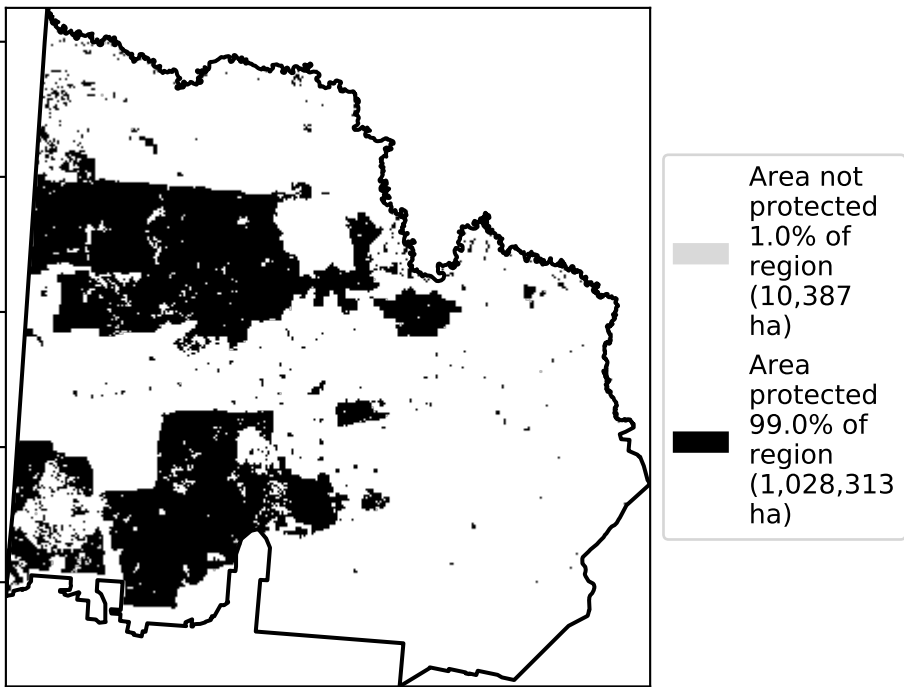 Area not
protected
1.0% of
region
(10,387
ha)
Area
protected
99.0% of
region
(1,028,313
ha)